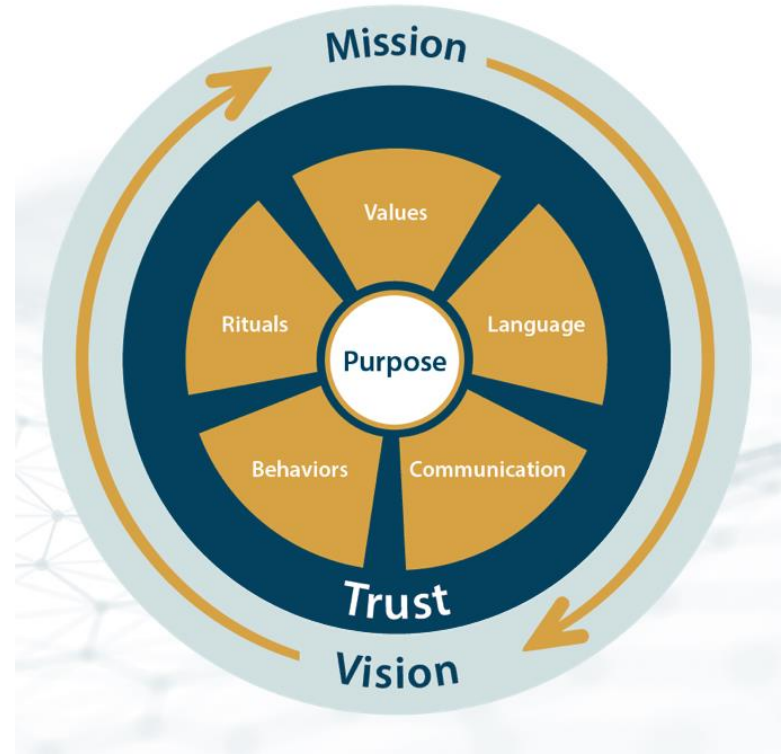 Mission
Values
Rituals
Language
Purpose
Behaviors
Communication
Trust
Vision